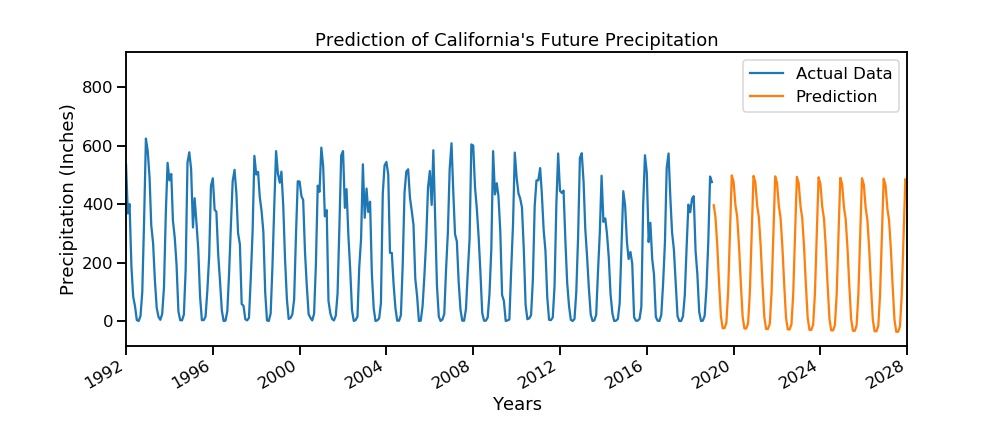 Prediction of California's Future Precipitation
Actual Data
Prediction
Precipitation (Inches)
800
600
400
200
0
1992 1996 2000 2004 2008 2012 2016 2020 2024 2028
Years